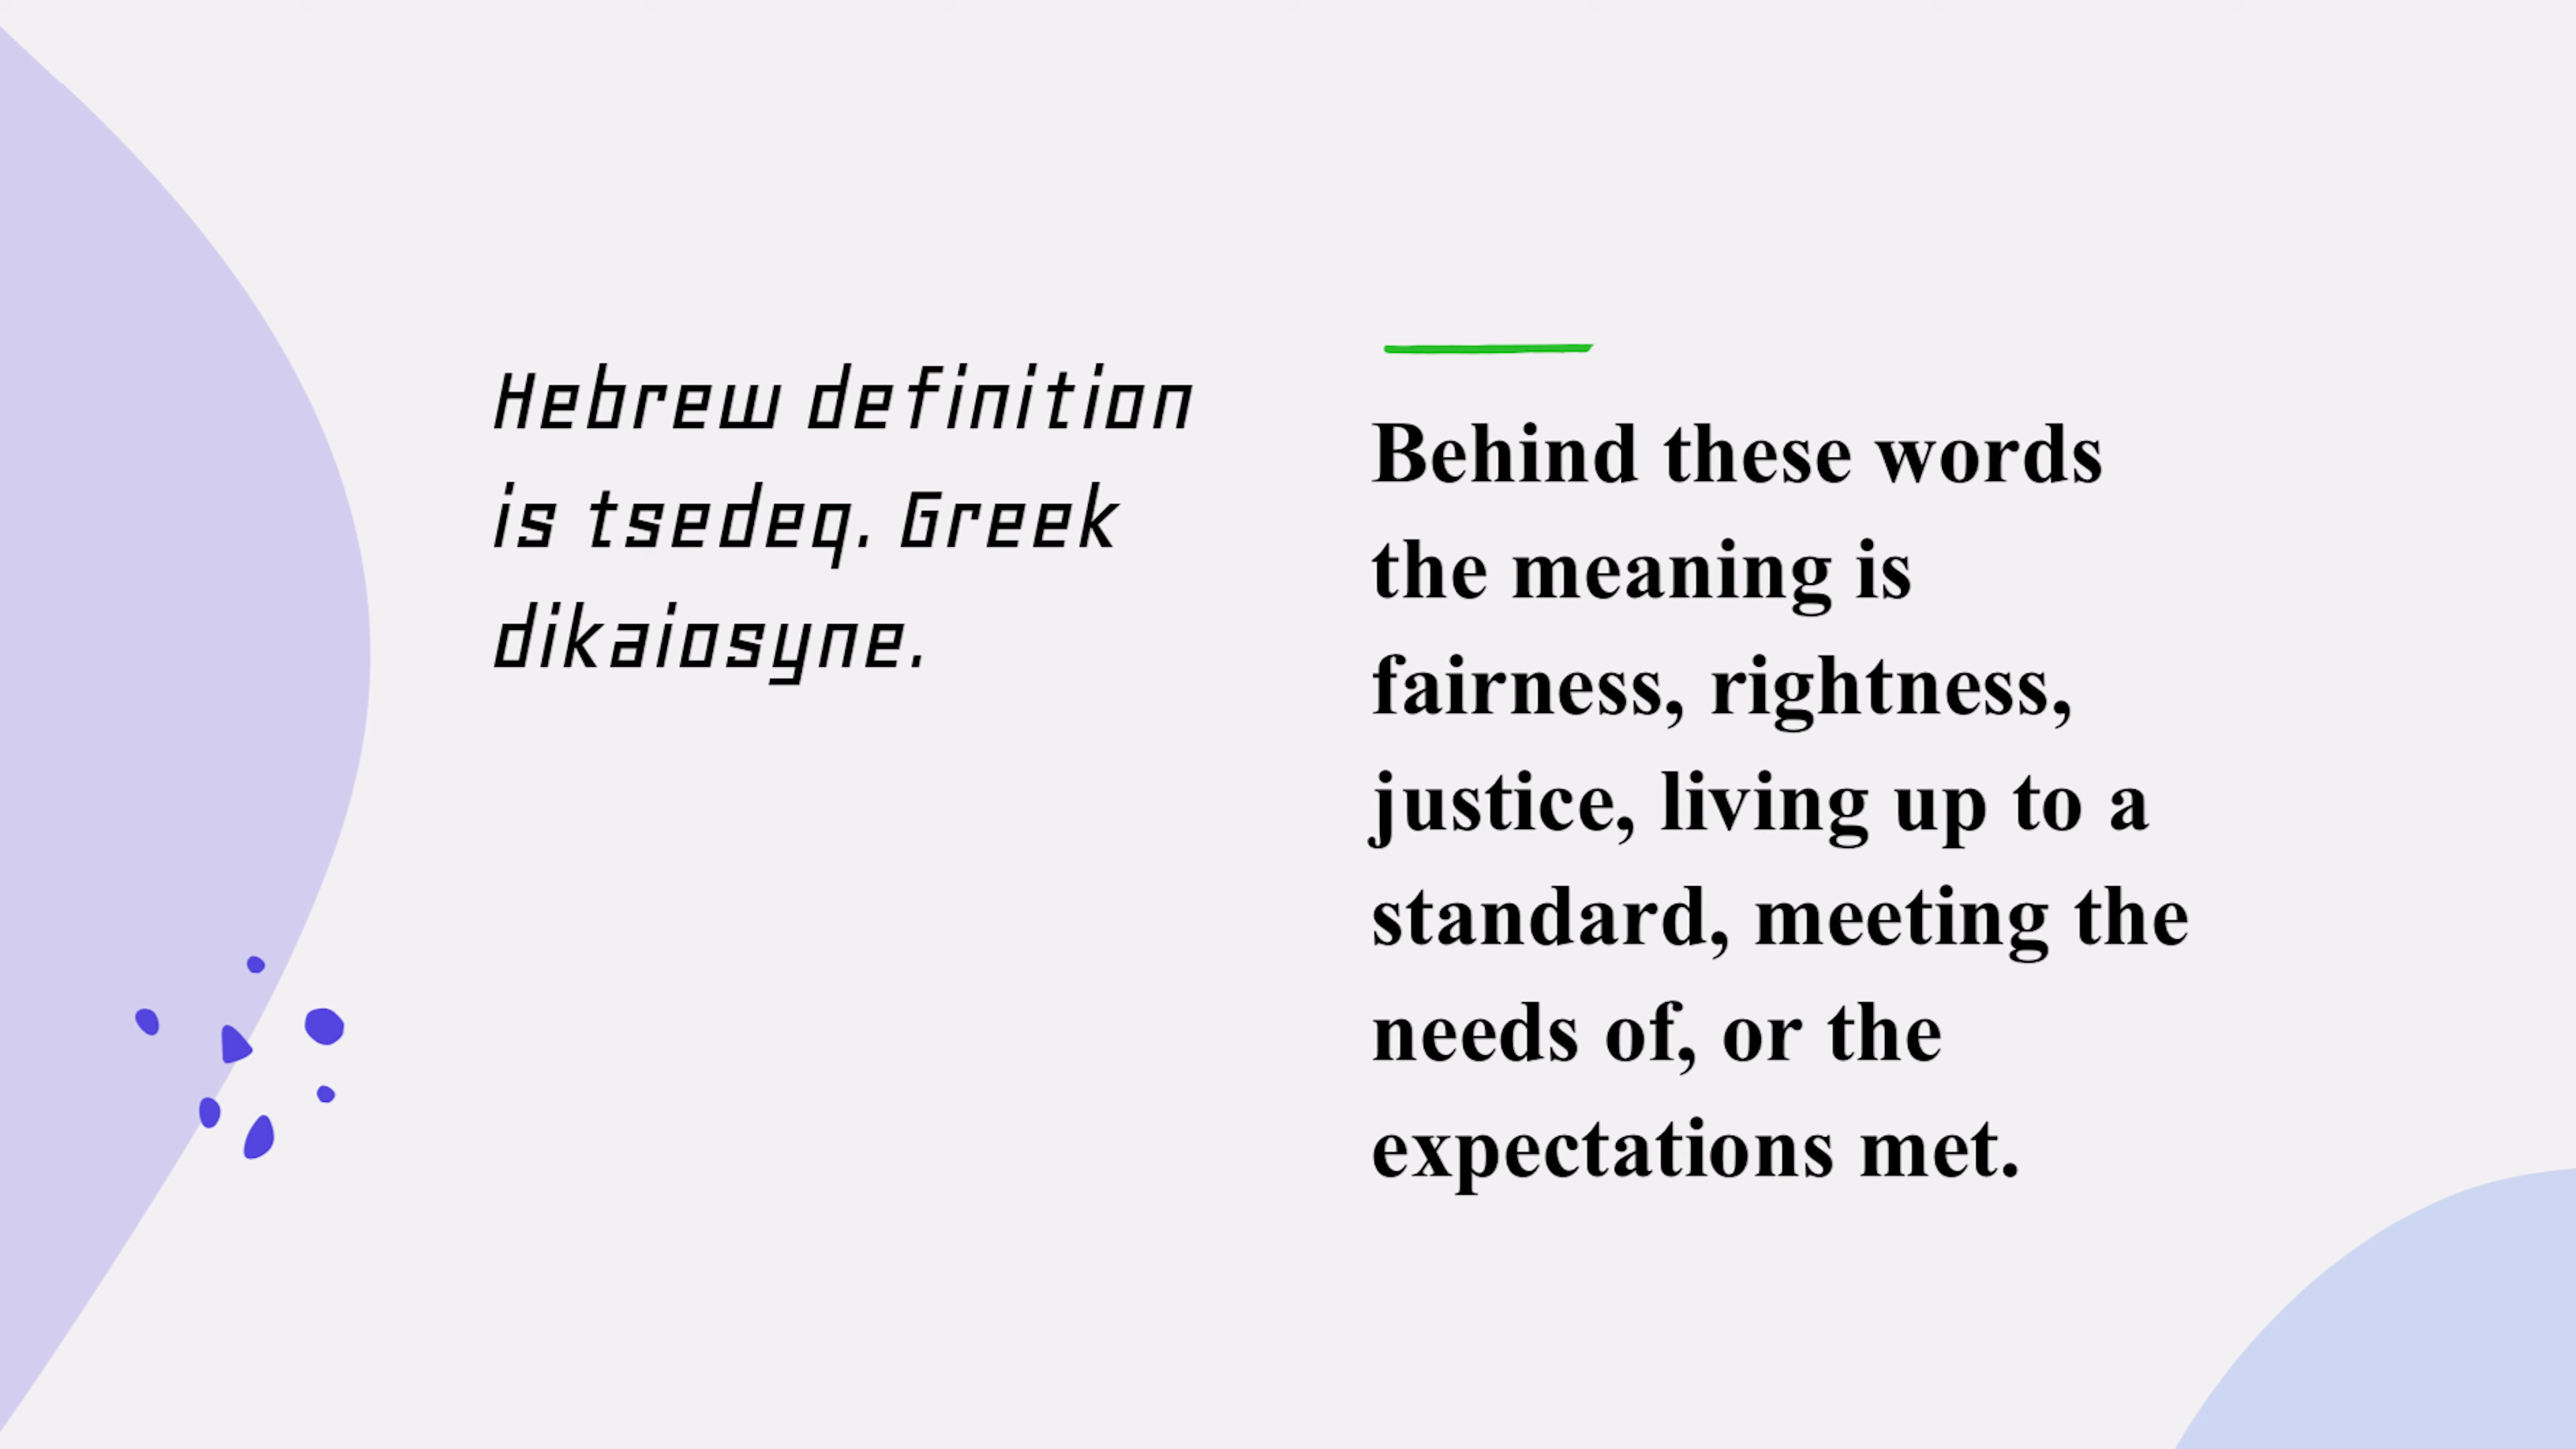 Hebrew definition
is tsedeq. Greek
dikaiosyne.
Behind these words
the meaning is
fairness, rightness,
justice, living up to a
standard, meeting the
needs of, or the
expectations met.